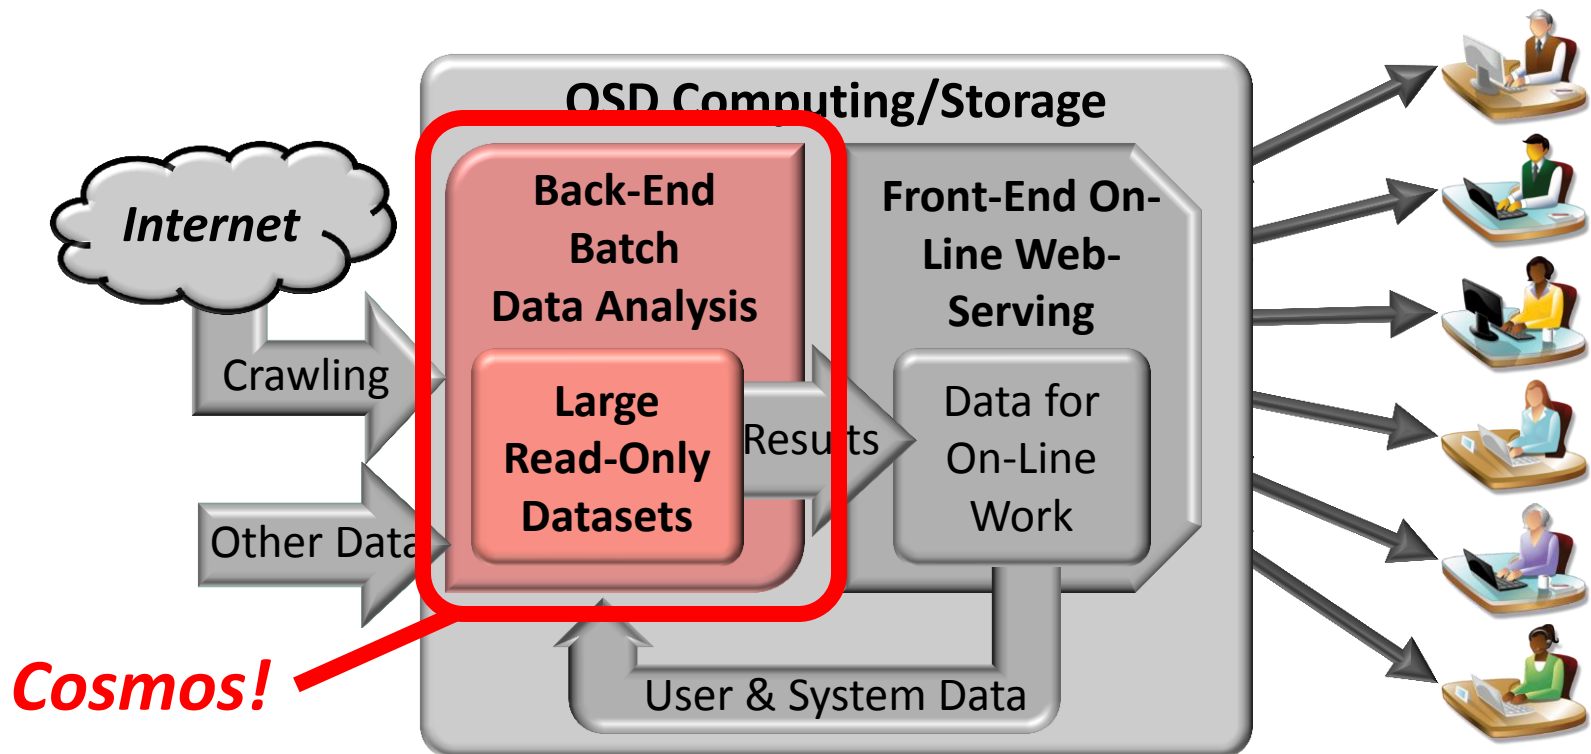 OSD Computing/Storage
Internet
Back-End
Batch
Data Analysis
Front-End On-
Line Web-
Serving
Crawling
Large
Read-Only
Datasets
Results
Data for
On-Line
Work
Other Data
Cosmos!
User & System Data